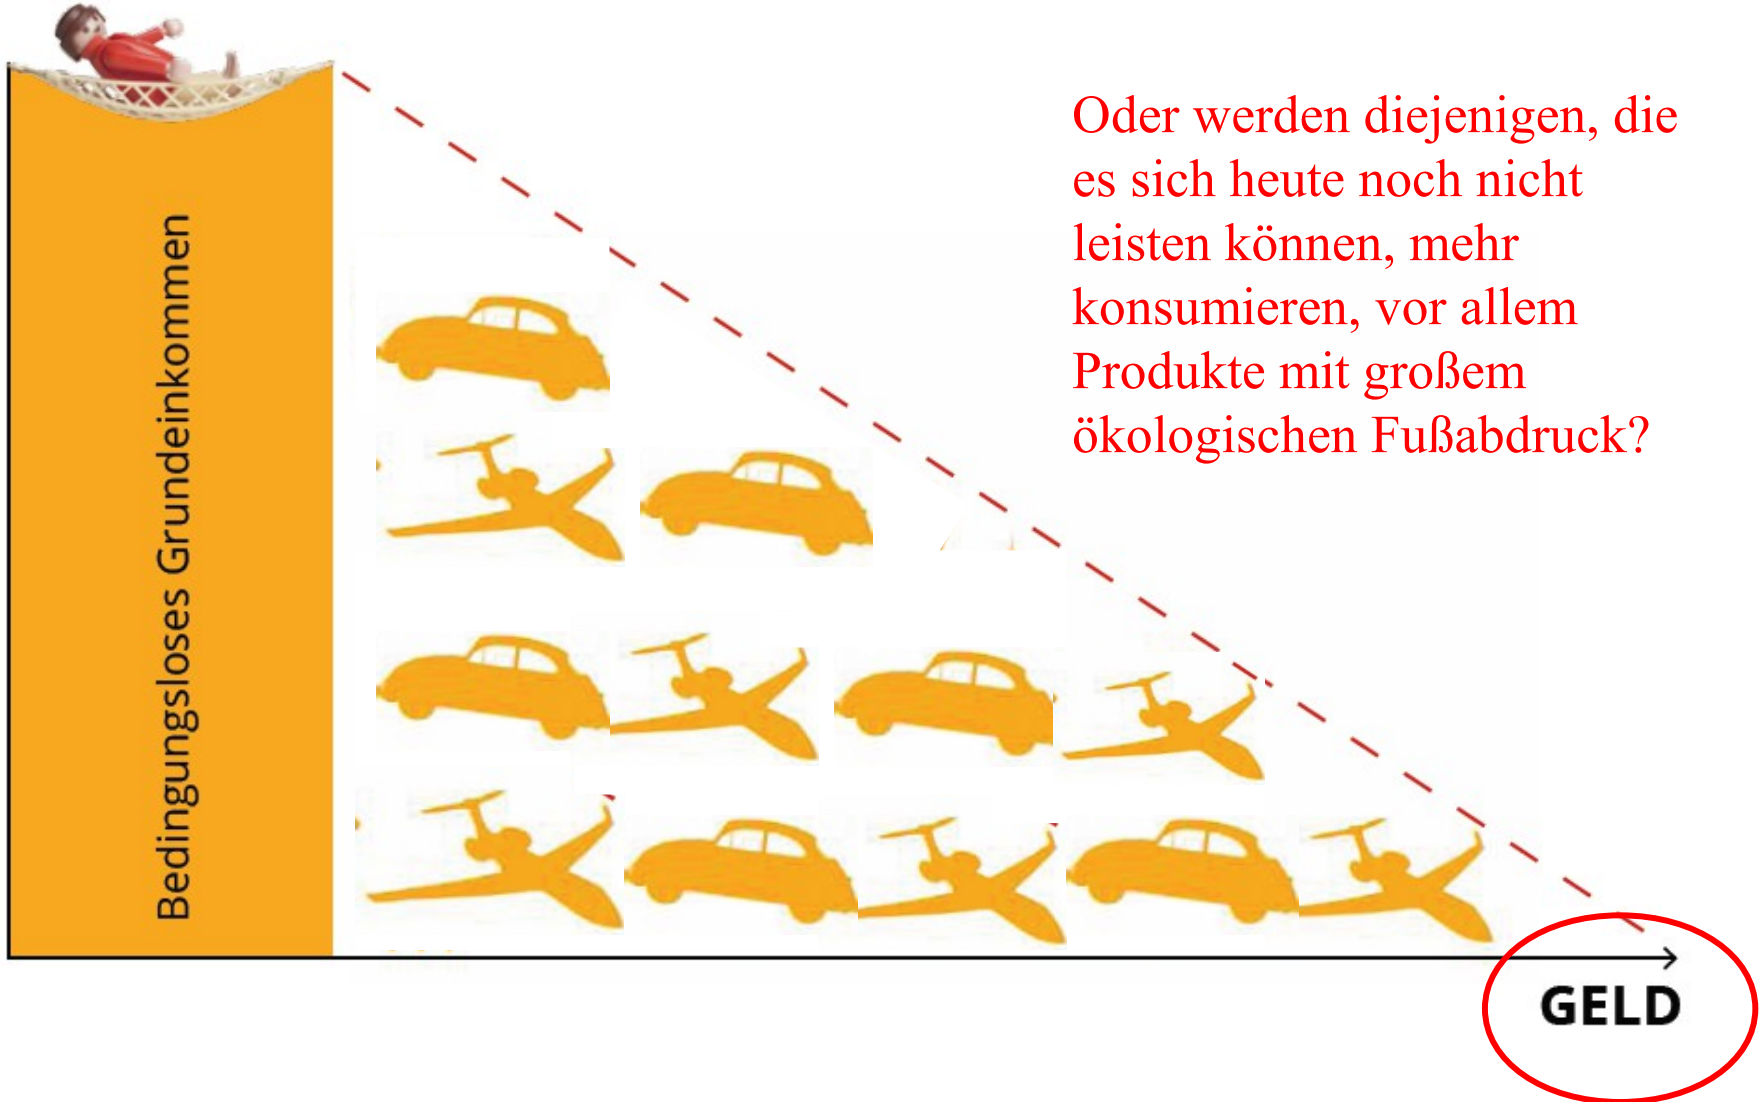 Oder werden diejenigen, die
es sich heute noch nicht
leisten können, mehr
konsumieren, vor allem
Produkte mit großem
ökologischen Fußabdruck?
Bedingungsloses Grundeinkommen
GELD